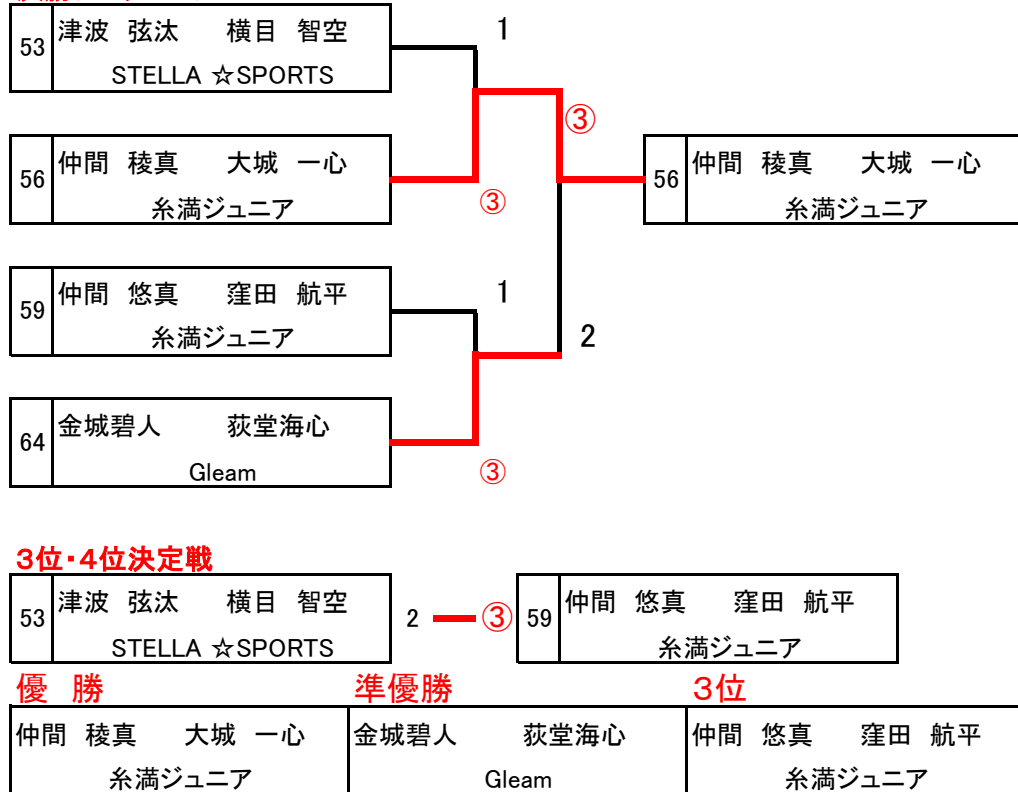 53 津波 弦汰 横目 智空
STELLA ☆SPORTS
1
③
56 仲間 稜真 大城 一心
糸満ジュニア
③
56 仲間 稜真 大城 一心
糸満ジュニア
59 仲間 悠真 窪田 航平
糸満ジュニア
1
2
64 金城碧人 荻堂海心
Gleam
③
3位・4位決定戦
53 津波 弦汰 横目 智空
STELLA ☆SPORTS
2 ー ③
59 仲間 悠真 窪田 航平
糸満ジュニア
優 勝 準優勝 3位
仲間 稜真 大城 一心 金城碧人 荻堂海心 仲間 悠真 窪田 航平
糸満ジュニア Gleam 糸満ジュニア